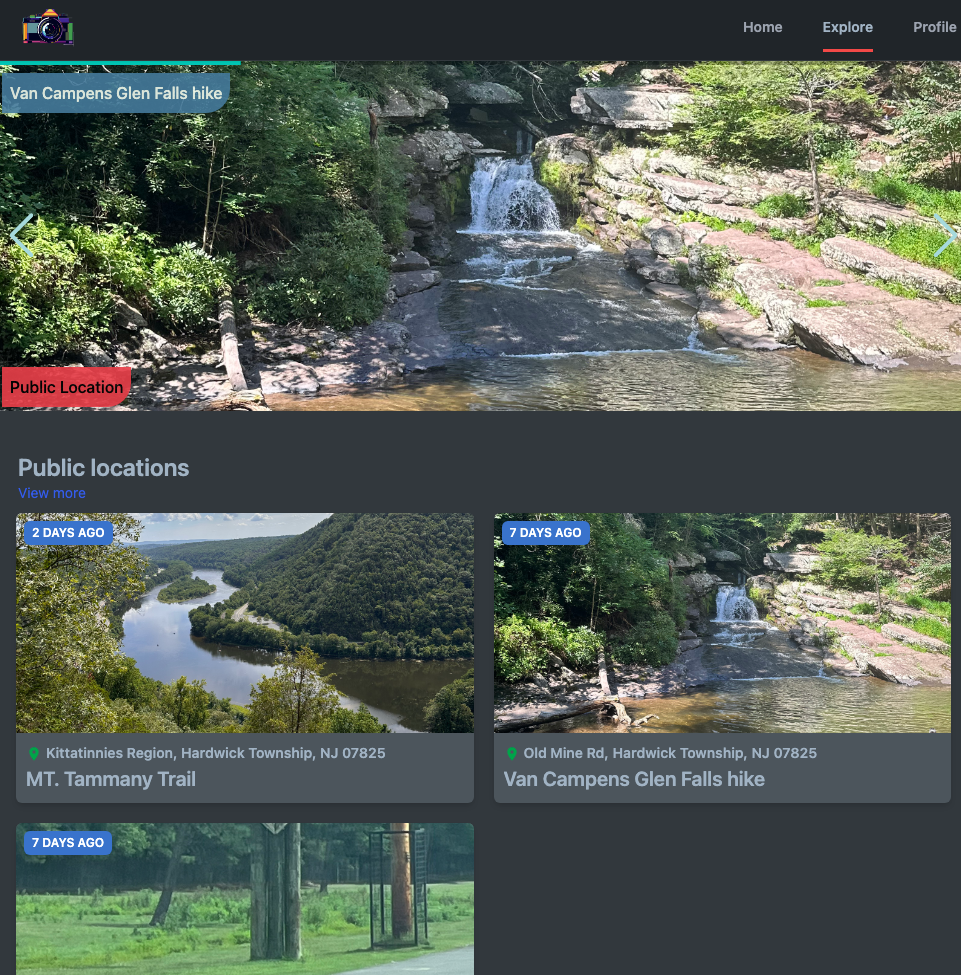 Home Explore Profile
Van Campens Glen Falls hike
Public Location
Public locations
View more
2 DAYS AGO
Kittatinnies Region, Hardwick Township, NJ 07825
MT. Tammany Trail
7 DAYS AGO
Old Mine Rd, Hardwick Township, NJ 07825
Van Campens Glen Falls hike
7 DAYS AGO